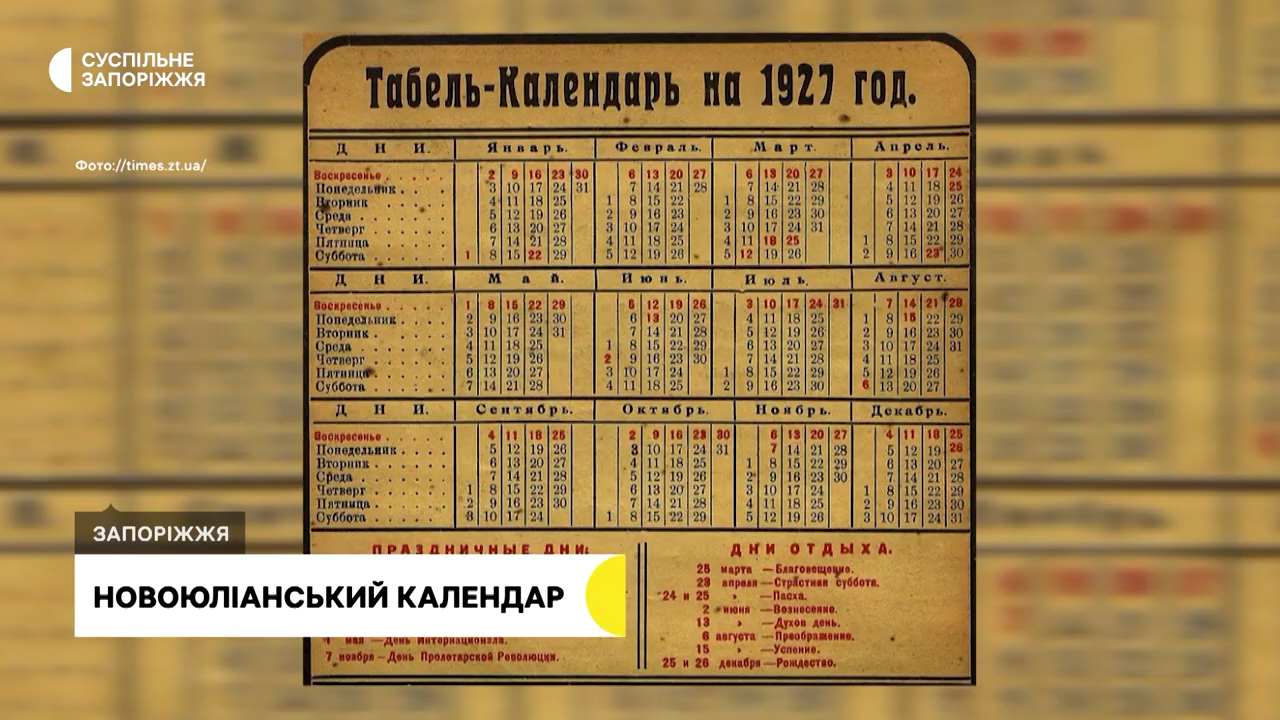 СУСПІЛЬНЕ
ЗАПОРІЖЖЯ
Фото://times.zt.ua/
Табель-Календарь на 1927 год.
Д Н И. Январь. Февраль. Март. Апрель.
Воскресенье . . . . . 2 9 16 23 30 6 13 20 27 6 13 20 27 3 10 17 24
Понедельник . . . . 3 10 17 24 31 7 14 21 28 7 14 21 28 4 11 18 25
Вторник . . . . . . 4 11 18 25 1 8 15 22 1 8 15 22 29 5 12 19 26
Среда . . . . . . 5 12 19 26 2 9 16 23 2 9 16 23 30 6 13 20 27
Четверг . . . . . . 6 13 20 27 3 10 17 24 3 10 17 24 31 7 14 21 28
Пятница . . . . . . 7 14 21 28 4 11 18 25 4 11 18 25 1 8 15 22 29
Суббота . . . . . . 1 8 15 22 29 5 12 19 26 5 12 19 26 2 9 16 23 30
Д Н И. Май. Июнь. Июль. Август.
Воскресенье . . . . . 1 8 15 22 29 5 12 19 26 3 10 17 24 31 7 14 21 28
Понедельник . . . . 2 9 16 23 30 6 13 20 27 4 11 18 25 1 8 15 22 29
Вторник . . . . . . 3 10 17 24 31 7 14 21 28 5 12 19 26 2 9 16 23 30
Среда . . . . . . 4 11 18 25 1 8 15 22 29 6 13 20 27 3 10 17 24 31
Четверг . . . . . . 5 12 19 26 2 9 16 23 30 7 14 21 28 4 11 18 25
Пятница . . . . . . 6 13 20 27 3 10 17 24 1 8 15 22 29 5 12 19 26
Суббота . . . . . . 7 14 21 28 4 11 18 25 2 9 16 23 30 6 13 20 27
Д Н И. Сентябрь. Октябрь. Ноябрь. Декабрь.
Воскресенье . . . . . 4 11 18 25 2 9 16 23 30 6 13 20 27 4 11 18 25
Понедельник . . . . 5 12 19 26 3 10 17 24 31 7 14 21 28 5 12 19 26
Вторник . . . . . . 6 13 20 27 4 11 18 25 1 8 15 22 29 6 13 20 27
Среда . . . . . . 7 14 21 28 5 12 19 26 2 9 16 23 30 7 14 21 28
Четверг . . . . . . 1 8 15 22 29 6 13 20 27 3 10 17 24 1 8 15 22 29
Пятница . . . . . . 2 9 16 23 30 7 14 21 28 4 11 18 25 2 9 16 23 30
Суббота . . . . . . 3 10 17 24 1 8 15 22 29 5 12 19 26 3 10 17 24 31
ПРАЗДНИЧНЫЕ ДНИ:
мая —День Интернационала.
7 ноября —День Пролетарской Революции.
ДНИ ОТДЫХА.
25 марта —Благовещение.
23 апреля —Страстная суббота.
24 и 25 » —Пасха.
2 июня —Вознесение.
13 » —Духов день.
6 августа —Преображение.
15 » —Успение.
25 и 26 декабря —Рождество.
ЗАПОРІЖЖЯ
НОВОЮЛІАНСЬКИЙ КАЛЕНДАР